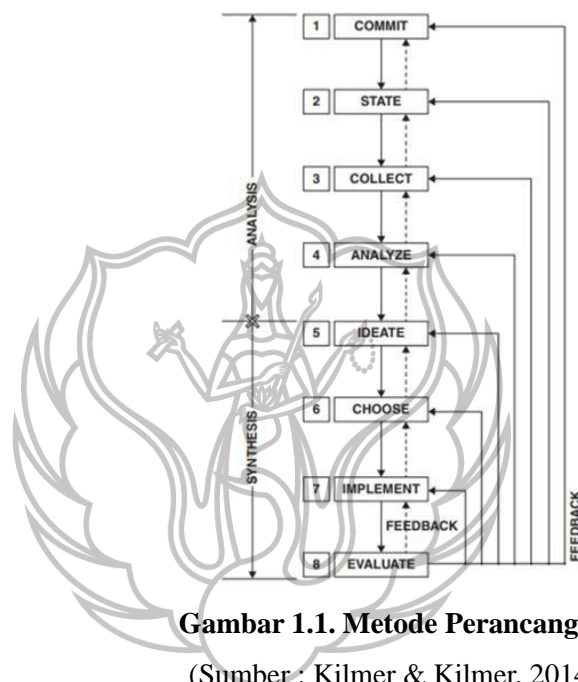 1 COMMIT
2 STATE
3 COLLECT
4 ANALYZE
5 IDEATE
6 CHOOSE
7 IMPLEMENT
FEEDBACK
8 EVALUATE
ANALYSIS
SYNTHESIS
FEEDBACK
Gambar 1.1. Metode Perancang
(Sumber : Kilmer & Kilmer, 2014